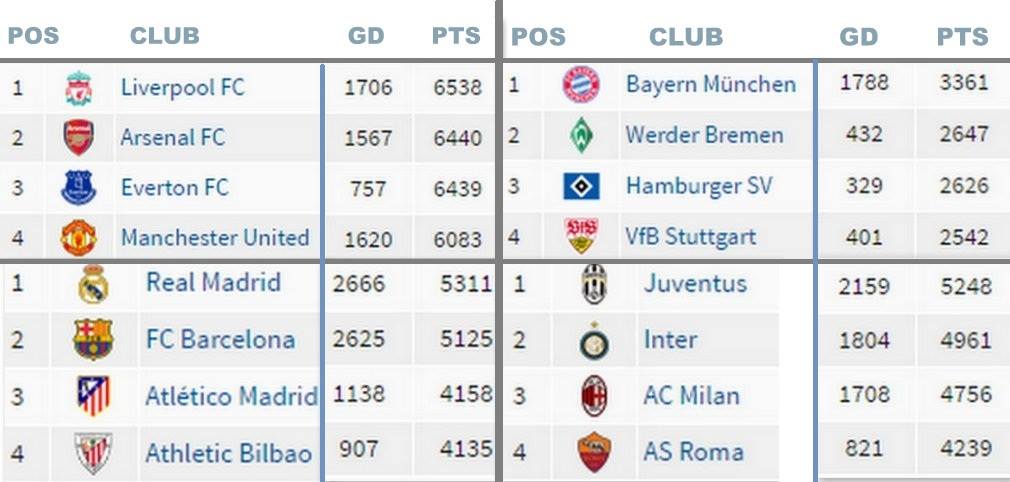 POS CLUB GD PTS
1 Liverpool FC 1706 6538
2 Arsenal FC 1567 6440
3 Everton FC 757 6439
4 Manchester United 1620 6083
POS CLUB GD PTS
1 Bayern München 1788 3361
2 Werder Bremen 432 2647
3 Hamburger SV 329 2626
4 VfB Stuttgart 401 2542
1 Real Madrid 2666 5311
2 FC Barcelona 2625 5125
3 Atlético Madrid 1138 4158
4 Athletic Bilbao 907 4135
1 Juventus 2159 5248
2 Inter 1804 4961
3 AC Milan 1708 4756
4 AS Roma 821 4239